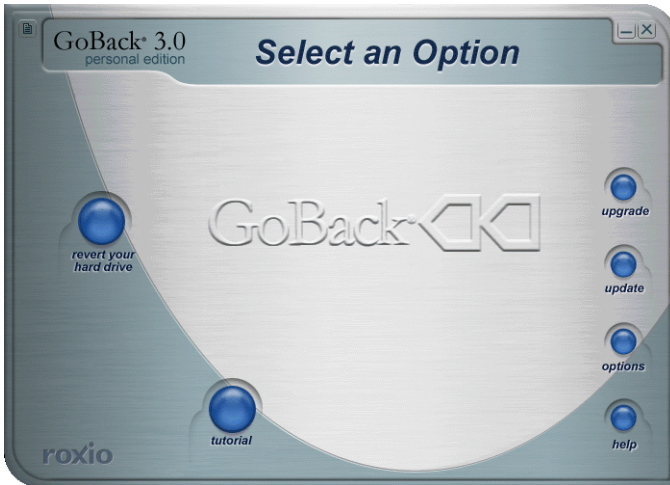 GoBack® 3.0
personal edition
Select an Option
GoBack®
revert your
hard drive
upgrade
update
options
tutorial
help
roxio